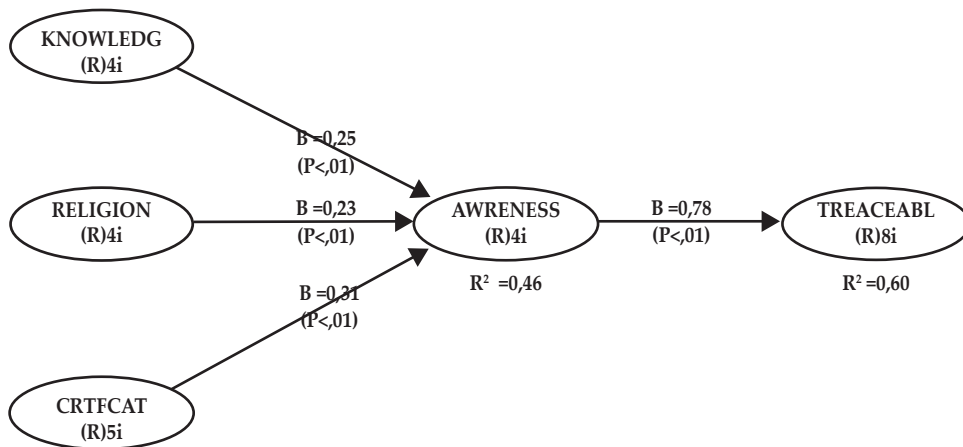 KNOWLEDG
(R)4i
B =0,25
(P<,01)
RELIGION
(R)4i
B =0,23
(P<,01)
AWRENESS
(R)4i
R² =0,46
B =0,78
(P<,01)
TREACEABL
(R)8i
R² =0,60
B =0,31
(P<,01)
CRTFCAT
(R)5i